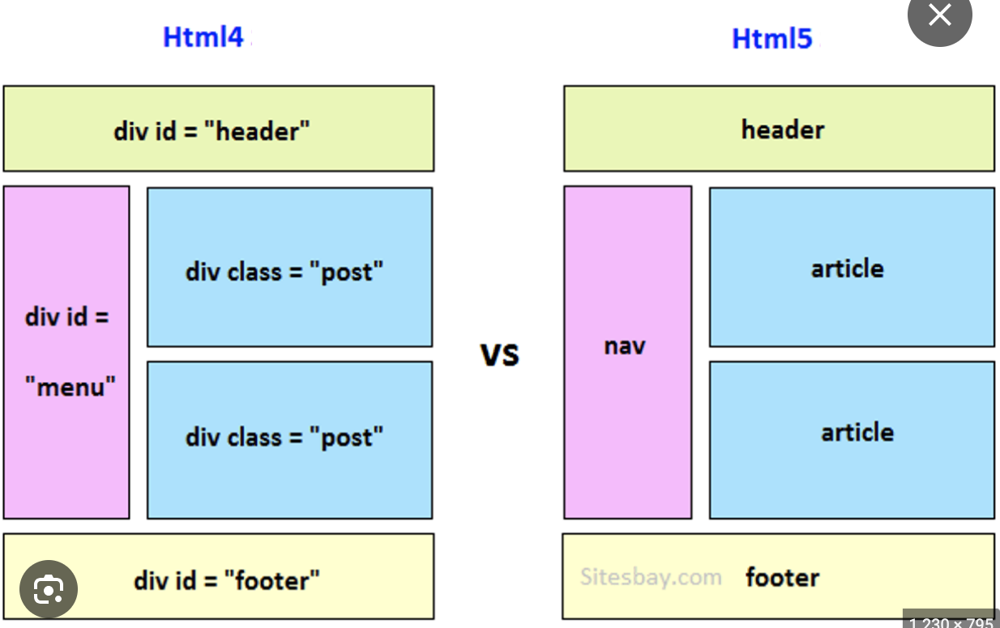 Html4
Html5
div id = "header"
header
div id =
"menu"
div class = "post"
div class = "post"
vs
nav
article
article
div id = "footer"
Sitesbay.com
footer
1,230 × 795